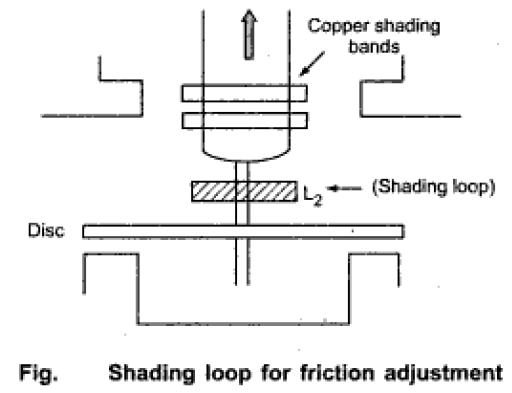 Copper shading
bands
L2 (Shading loop)
Disc
Fig. Shading loop for friction adjustment